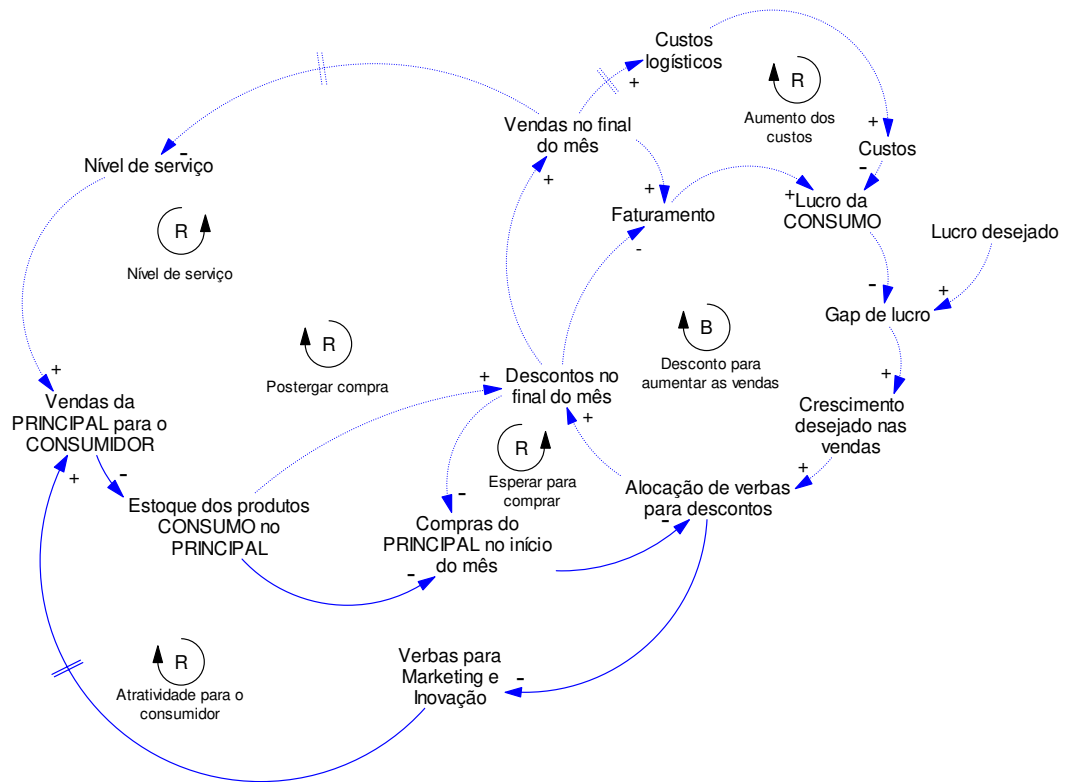 Custos
logísticos
R
Aumento dos
custos
+
Vendas no final
do mês
+
Custos
-
-
Nível de serviço
+
+
+
Lucro da
CONSUMO
Faturamento
-
Lucro desejado
R
Nível de serviço
-
+
Gap de lucro
R
Postergar compra
B
Desconto para
aumentar as vendas
+
+
Descontos no
final do mês
+
+
Vendas da
PRINCIPAL para o
CONSUMIDOR
+
-
Crescimento
desejado nas
vendas
R
Esperar para
comprar
+
Estoque dos produtos
CONSUMO no
PRINCIPAL
-
Compras do
PRINCIPAL no início
do mês
-
Alocação de verbas
para descontos
-
R
Atratividade para o
consumidor
Verbas para
Marketing e
Inovação
-